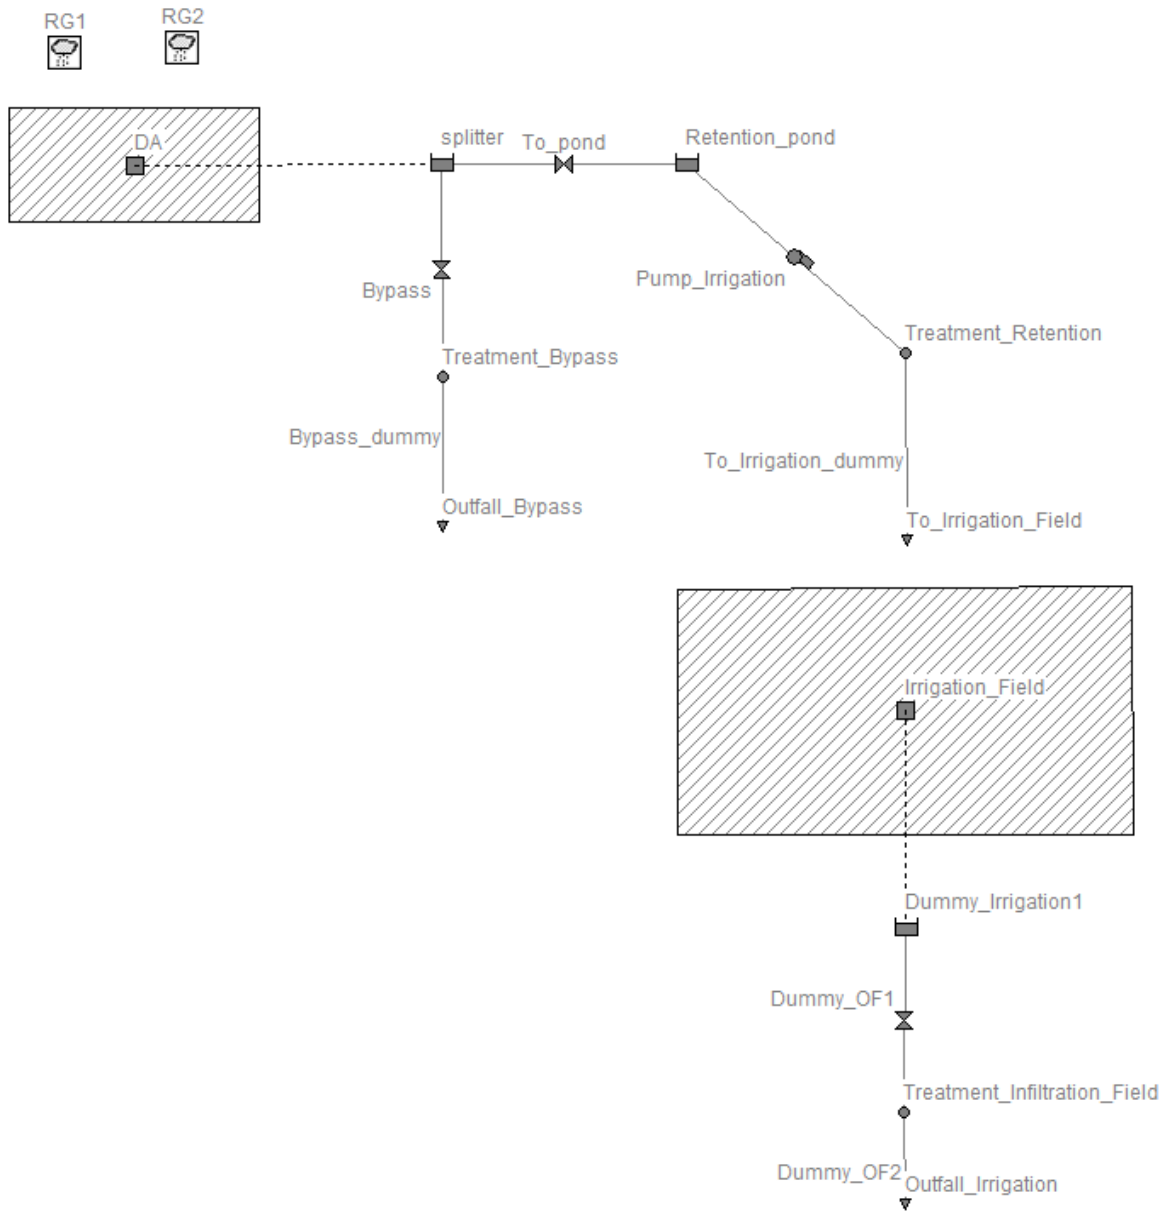 RG1
RG2
DA
splitter
To_pond
Retention_pond
Pump_Irrigation
Bypass
Treatment_Retention
Treatment_Bypass
Bypass_dummy
To_Irrigation_dummy
Outfall_Bypass
To_Irrigation_Field
Irrigation_Field
Dummy_Irrigation1
Dummy_OF1
Treatment_Infiltration_Field
Dummy_OF2
Outfall_Irrigation